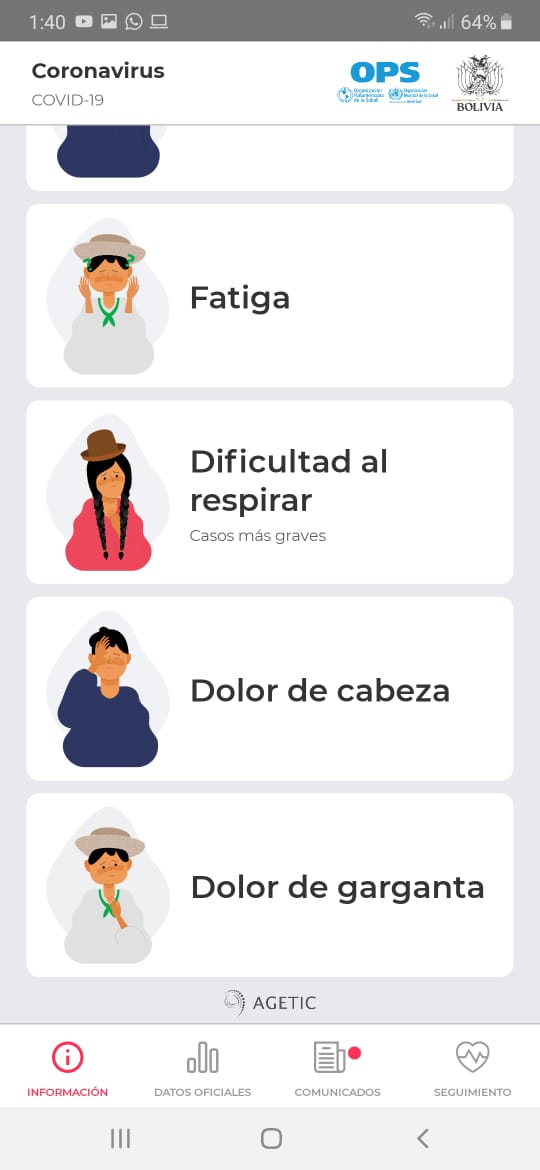 1:40
64%
Coronavirus
COVID-19
OPS
Organización
Panamericana
de la Salud
Organización
Mundial de la Salud
BOLIVIA
Fatiga
Dificultad al
respirar
Casos más graves
Dolor de cabeza
Dolor de garganta
AGETIC
INFORMACIÓN
DATOS OFICIALES
COMUNICADOS
SEGUIMIENTO